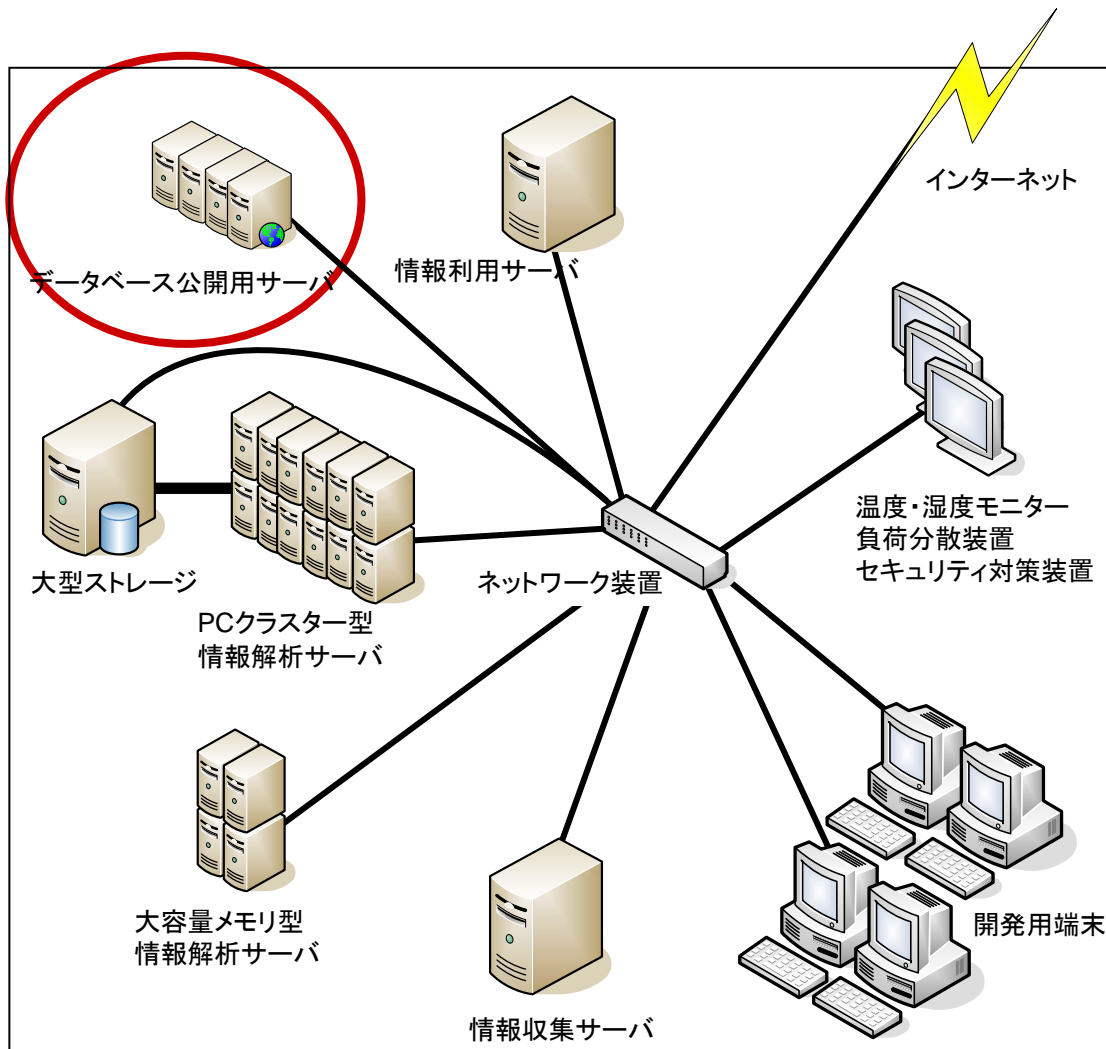 インターネット
データベース公開用サーバ
情報利用サーバ
温度・湿度モニター
負荷分散装置
セキュリティ対策装置
大型ストレージ
ネットワーク装置
PCクラスター型
情報解析サーバ
大容量メモリ型
情報解析サーバ
開発用端末
情報収集サーバ